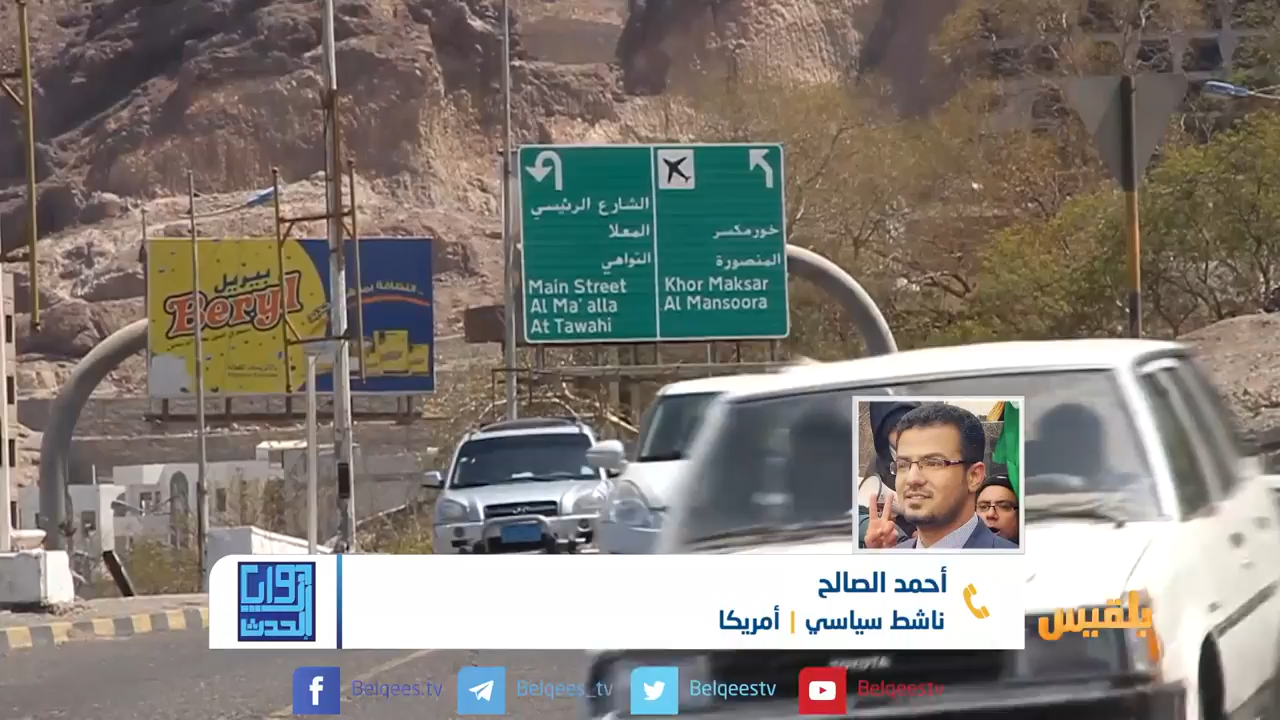 الشارع الرئيسي
المعلا
التواهي
Main Street
Al Ma'alla
At Tawahi
خورمكسر
المنصورة
Khor Maksar
Al Mansoora
بيريل
Beryl
أحمد الصالح
ناشط سياسي | أمريكا
بلقيس
الحدث
Belqees.tv
Belqees_tv
Belqeestv
Belqeestv